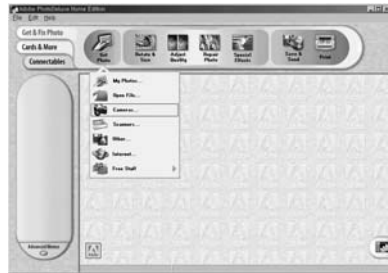 Adobe PhotoDeluxe Home Edition
File Edit Help
Get & Fix Photo
Cards & More
Connectables
Get Photo
Rotate & Size
Adjust Quality
Repair Photo
Special Effects
Save & Send
Print
My Photos...
Open File...
Cameras...
Scanners...
Other...
Internet...
Free Stuff
Advanced Menus